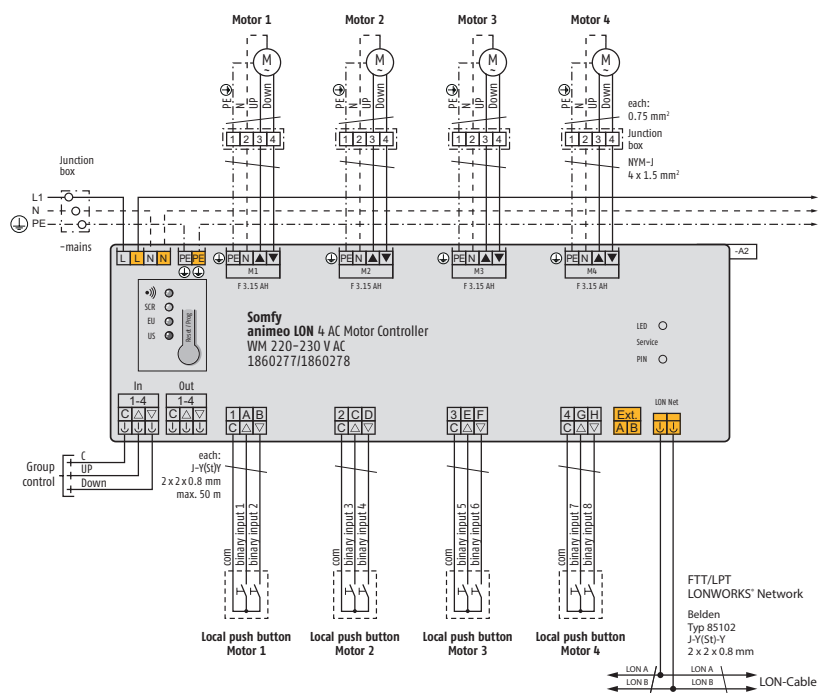 Motor 1 Motor 2 Motor 3 Motor 4
M ~ M ~ M ~ M ~
PE N UP Down PE N UP Down PE N UP Down PE N UP Down
each:
0.75 mm²
1 2 3 4 1 2 3 4 1 2 3 4 1 2 3 4
Junction
box
NYM-J
4 x 1.5 mm²
Junction
box
L1
N
PE
-mains
-A2
L L N N PE PE PE N PE N PE N PE N
M1 M2 M3 M4
F 3.15 AH F 3.15 AH F 3.15 AH F 3.15 AH
SCR
EU
US
Reset / Prog.
Somfy
animeo LON 4 AC Motor Controller
WM 220-230 V AC
1860277/1860278
LED
Service
PIN
In Out
1-4 1-4
C C
1 A B 2 C D 3 E F 4 G H
C C C C
Ext.
A B
LON Net
Group
control
C
UP
Down
each:
J-Y(St)Y
2 x 2 x 0.8 mm
max. 50 m
com binary input 1 binary input 2
com binary input 3 binary input 4
com binary input 5 binary input 6
com binary input 7 binary input 8
Local push button
Motor 1
Local push button
Motor 2
Local push button
Motor 3
Local push button
Motor 4
FTT/LPT
LONWORKS® Network
Belden
Typ 85102
J-Y(St)-Y
2 x 2 x 0.8 mm
LON A LON A
LON B LON B
LON-Cable